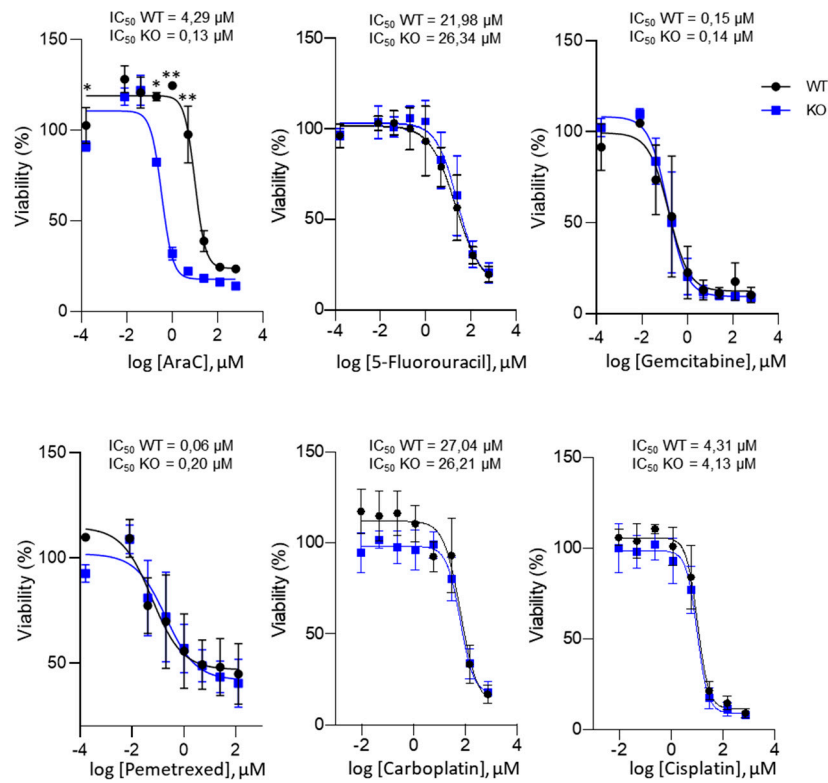 IC50 WT = 4,29 µM
IC50 KO = 0,13 µM
Viability (%)
150
100
50
0
* * ** **
-4 -2 0 2 4
log [AraC], µM
IC50 WT = 21,98 µM
IC50 KO = 26,34 µM
Viability (%)
150
100
50
0
-4 -2 0 2 4
log [5-Fluorouracil], µM
IC50 WT = 0,15 µM
IC50 KO = 0,14 µM
Viability (%)
150
100
50
0
-4 -2 0 2 4
log [Gemcitabine], µM
WT
KO
IC50 WT = 0,06 µM
IC50 KO = 0,20 µM
Viability (%)
150
100
50
-4 -2 0 2
log [Pemetrexed], µM
IC50 WT = 27,04 µM
IC50 KO = 26,21 µM
Viability (%)
150
100
50
0
-4 -2 0 2 4
log [Carboplatin], µM
IC50 WT = 4,31 µM
IC50 KO = 4,13 µM
Viability (%)
150
100
50
0
-2 0 2 4
log [Cisplatin], µM